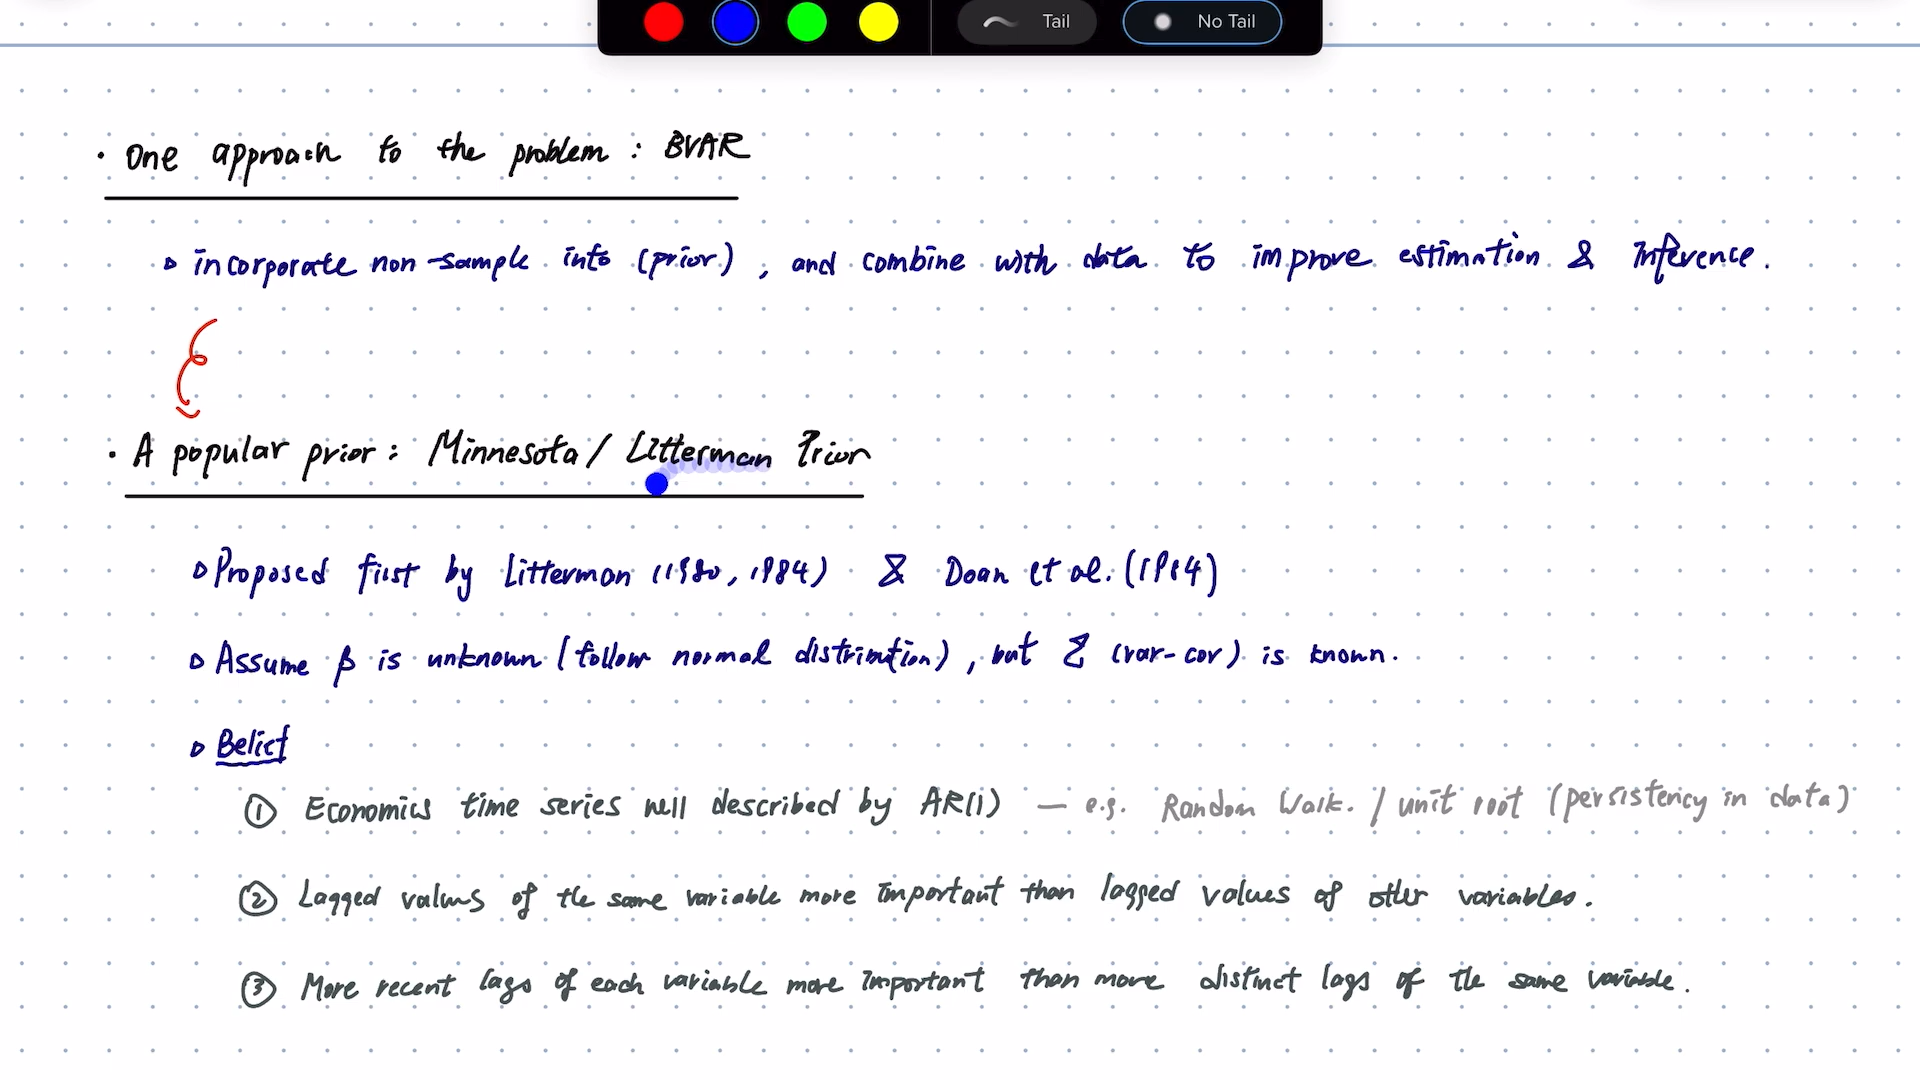 Tail No Tail
· One approach to the problem : BVAR
▹ incorporate non-sample info (prior), and combine with data to improve estimation & Inference.
· A popular prior: Minnesota / Litterman Prior
▹ Proposed first by Litterman (1980, 1984) & Doan et al. (1984)
▹ Assume β is unknown (follow normal distribution), but Σ (var-cov) is known.
▹ Belief
① Economics time series well described by AR(1) — e.g. Random Walk. / unit root (persistency in data)
② Lagged values of the same variable more important than lagged values of other variables.
③ More recent lags of each variable more important than more distinct lags of the same variable.